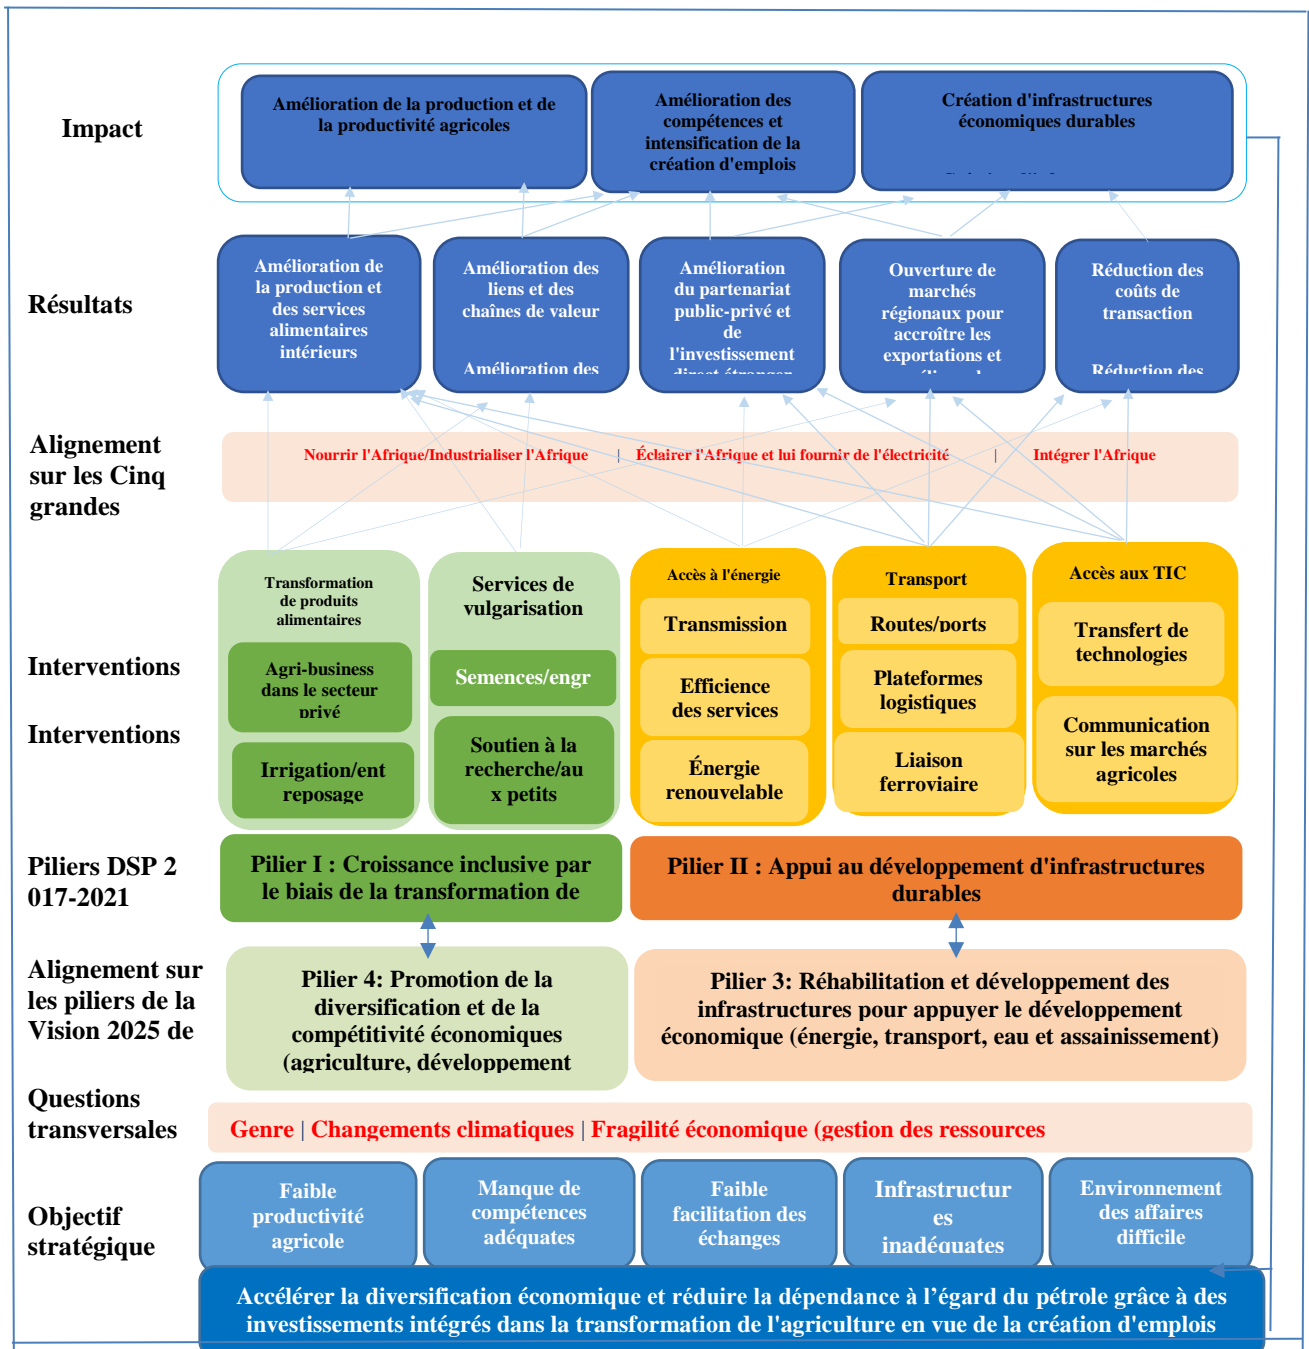 Impact
Amélioration de la production et de
la productivité agricoles
Amélioration des
compétences et
intensification de la
création d'emplois
Création d'infrastructures
économiques durables
Résultats
Amélioration de
la production et
des services
alimentaires
intérieurs
Amélioration des
liens et des
chaînes de valeur
Amélioration des
Amélioration
du partenariat
public-privé et
de
l'investissement
direct étranger
Ouverture de
marchés
régionaux pour
accroître les
exportations et
Réduction des
coûts de
transaction
Réduction des
Alignement
sur les Cinq
grandes
Nourrir l'Afrique/Industrialiser l'Afrique | Éclairer l'Afrique et lui fournir de l'électricité | Intégrer l'Afrique
Interventions
Interventions
Transformation
de produits
alimentaires
Agri-business
dans le secteur
privé
Irrigation/ent
reposage
Services de
vulgarisation
Semences/engr
Soutien à la
recherche/au
x petits
Accès à l'énergie
Transmission
Efficience
des services
Énergie
renouvelable
Transport
Routes/ports
Plateformes
logistiques
Liaison
ferroviaire
Accès aux TIC
Transfert de
technologies
Communication
sur les marchés
agricoles
Piliers DSP 2
017-2021
Pilier I : Croissance inclusive par
le biais de la transformation de
Pilier II : Appui au développement d'infrastructures
durables
Alignement sur
les piliers de la
Vision 2025 de
Pilier 4: Promotion de la
diversification et de la
compétitivité économiques
(agriculture, développement
Pilier 3: Réhabilitation et développement des
infrastructures pour appuyer le développement
économique (énergie, transport, eau et assainissement)
Questions
transversales
Genre | Changements climatiques | Fragilité économique (gestion des ressources
Objectif
stratégique
Faible
productivité
agricole
Manque de
compétences
adéquates
Faible
facilitation des
échanges
Infrastructur
es
inadéquates
Environnement
des affaires
difficile
Accélérer la diversification économique et réduire la dépendance à l’égard du pétrole grâce à des
investissements intégrés dans la transformation de l'agriculture en vue de la création d'emplois